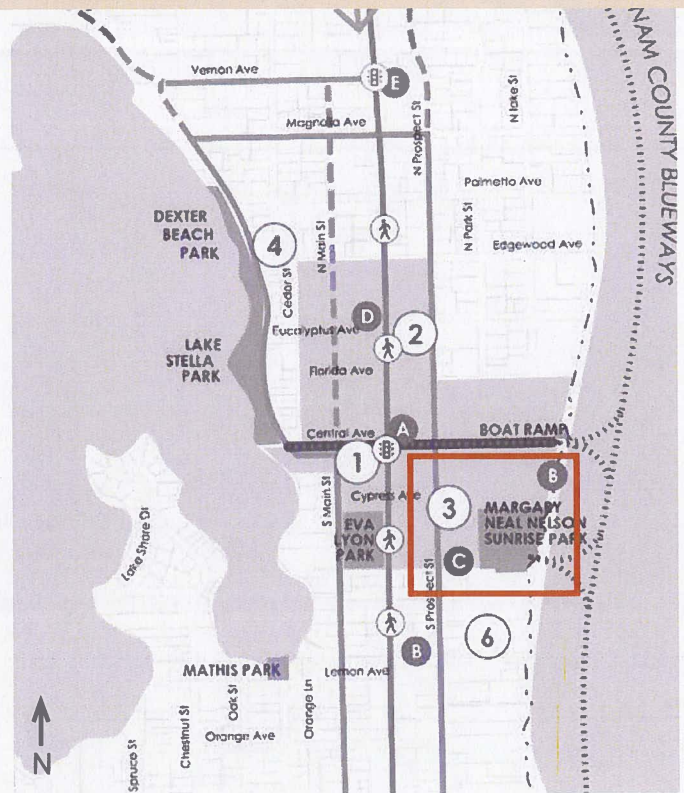 NAM COUNTY BLUEWAYS
Vernon Ave
E
N Lake St
Magnolia Ave
N Prospect St
Palmetto Ave
DEXTER
BEACH
PARK
4
N Main St
N Park St
Edgewood Ave
Cedar St
D
Eucalyptus Ave
2
LAKE
STELLA
PARK
Florida Ave
Central Ave
A
BOAT RAMP
1
B
S Main St
Cypress Ave
3
MARGARY
NEAL NELSON
SUNRISE PARK
EVA
LYON
PARK
Lake Share Dr
C
S Prospect St
6
B
MATHIS PARK
Lemon Ave
Oak St
Orange Ln
Chestnut St
Orange Ave
Spruce St
N